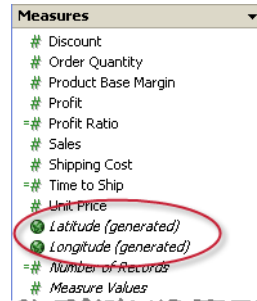 Measures
# Discount
# Order Quantity
# Product Base Margin
# Profit
=# Profit Ratio
# Sales
# Shipping Cost
=# Time to Ship
# Unit Price
Latitude (generated)
Longitude (generated)
=# Number of Records
# Measure Values